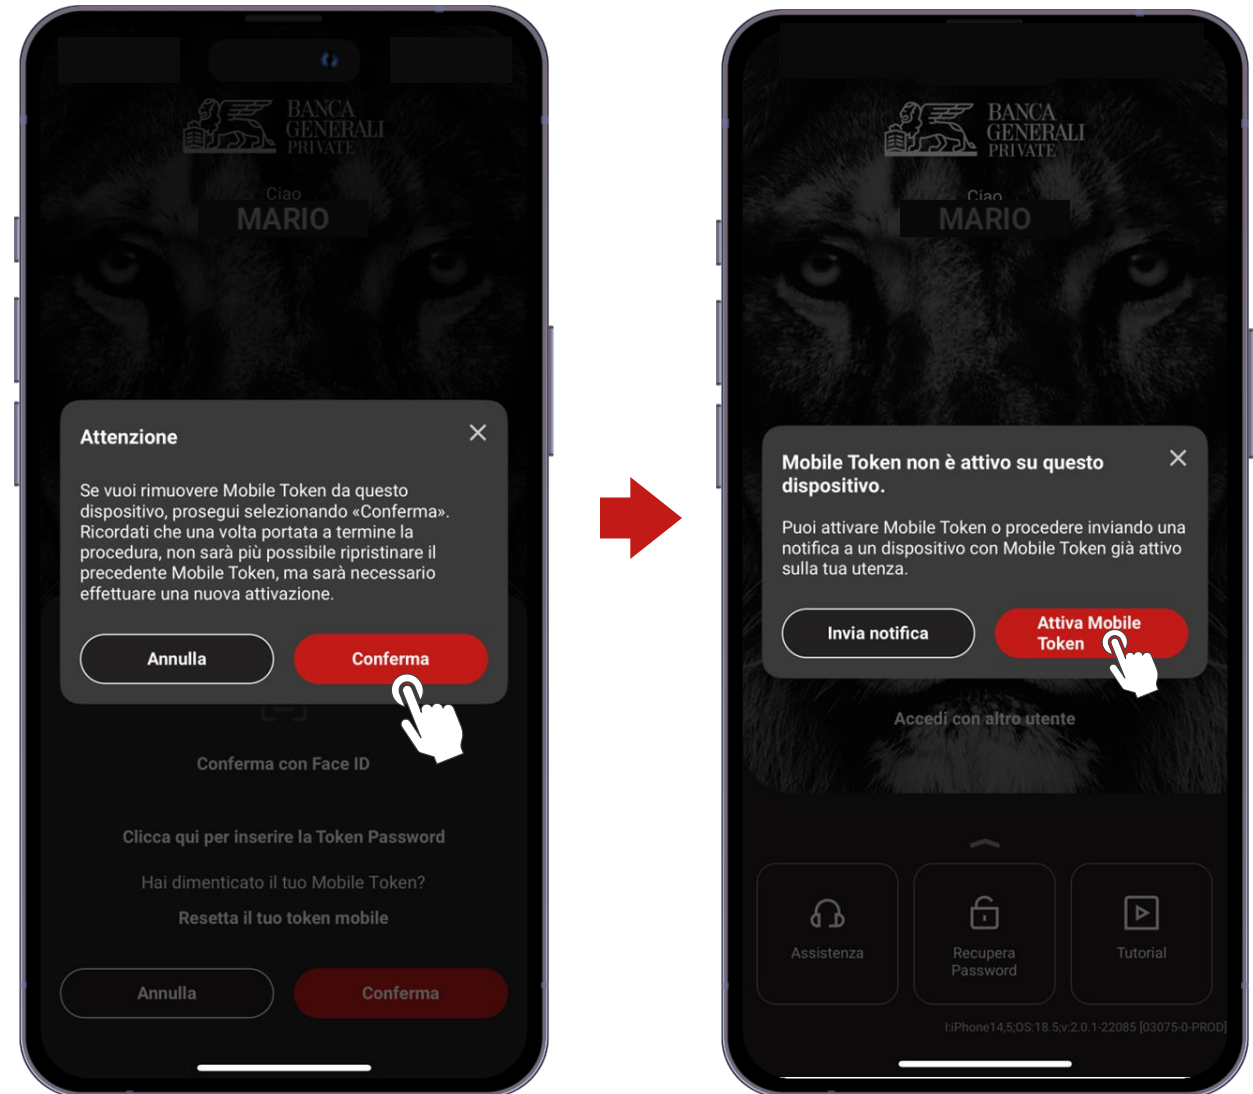 BANCA
GENERALI
PRIVATE
Ciao
MARIO
Attenzione
Se vuoi rimuovere Mobile Token da questo
dispositivo, prosegui selezionando «Conferma».
Ricordati che una volta portata a termine la
procedura, non sarà più possibile ripristinare il
precedente Mobile Token, ma sarà necessario
effettuare una nuova attivazione.
Annulla
Conferma
Conferma con Face ID
Clicca qui per inserire la Token Password
Hai dimenticato il tuo Mobile Token?
Resetta il tuo token mobile
Annulla
Conferma
BANCA
GENERALI
PRIVATE
Ciao
MARIO
Mobile Token non è attivo su questo
dispositivo.
Puoi attivare Mobile Token o procedere inviando una
notifica a un dispositivo con Mobile Token già attivo
sulla tua utenza.
Invia notifica
Attiva Mobile
Token
Accedi con altro utente
Assistenza
Recupera
Password
Tutorial
I:iPhone14,5;OS:18.5;v:2.0.1-22085 [03075-0-PROD]